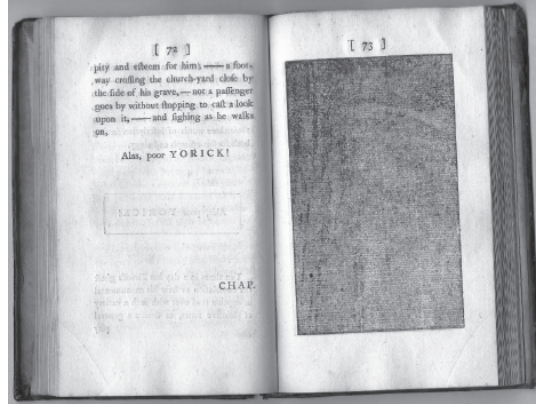 [ 72 ]
pity and eſteem for him;——a foot-
way croſſing the church-yard cloſe by
the ſide of his grave,—not a paſſenger
goes by without ſtopping to caſt a look
upon it,——and ſighing as he walks
on,
Alas, poor YORICK!
CHAP.
[ 73 ]